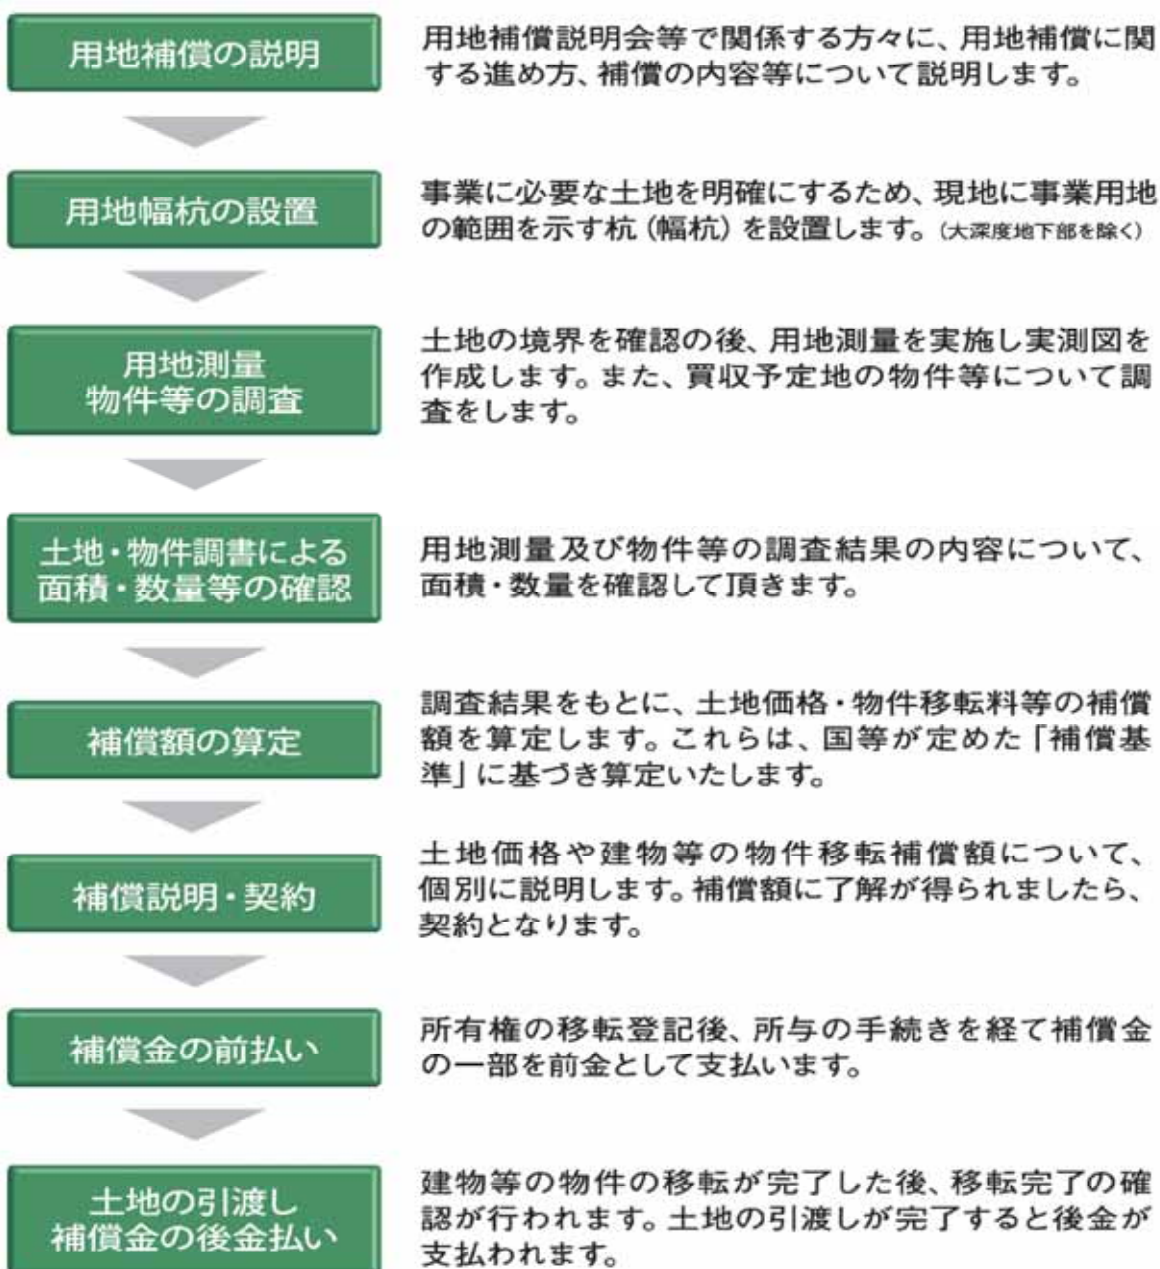 用地補償の説明
用地補償説明会等で関係する方々に、用地補償に関
する進め方、補償の内容等について説明します。
用地幅杭の設置
事業に必要な土地を明確にするため、現地に事業用地
の範囲を示す杭（幅杭）を設置します。（大深度地下部を除く）
用地測量
物件等の調査
土地の境界を確認の後、用地測量を実施し実測図を
作成します。また、買収予定地の物件等について調
査をします。
土地・物件調書による
面積・数量等の確認
用地測量及び物件等の調査結果の内容について、
面積・数量を確認して頂きます。
補償額の算定
調査結果をもとに、土地価格・物件移転料等の補償
額を算定します。これらは、国等が定めた「補償基
準」に基づき算定いたします。
補償説明・契約
土地価格や建物等の物件移転補償額について、
個別に説明します。補償額に了解が得られましたら、
契約となります。
補償金の前払い
所有権の移転登記後、所与の手続きを経て補償金
の一部を前金として支払います。
土地の引渡し
補償金の後金払い
建物等の物件の移転が完了した後、移転完了の確
認が行われます。土地の引渡しが完了すると後金が
支払われます。